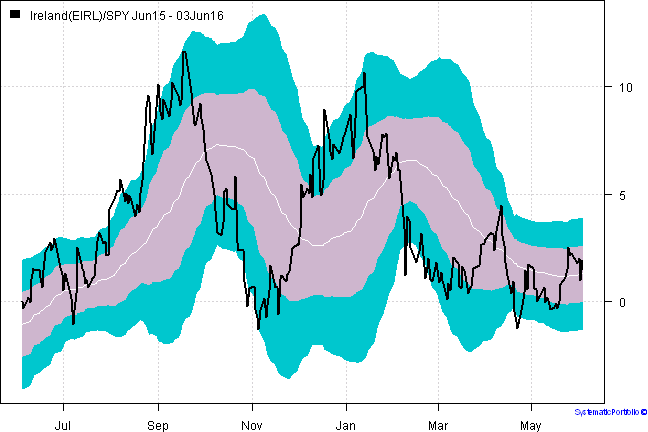 Ireland(EIRL)/SPY Jun15 - 03Jun16
10
5
0
Jul Sep Nov Jan Mar May
SystematicPortfolio ©